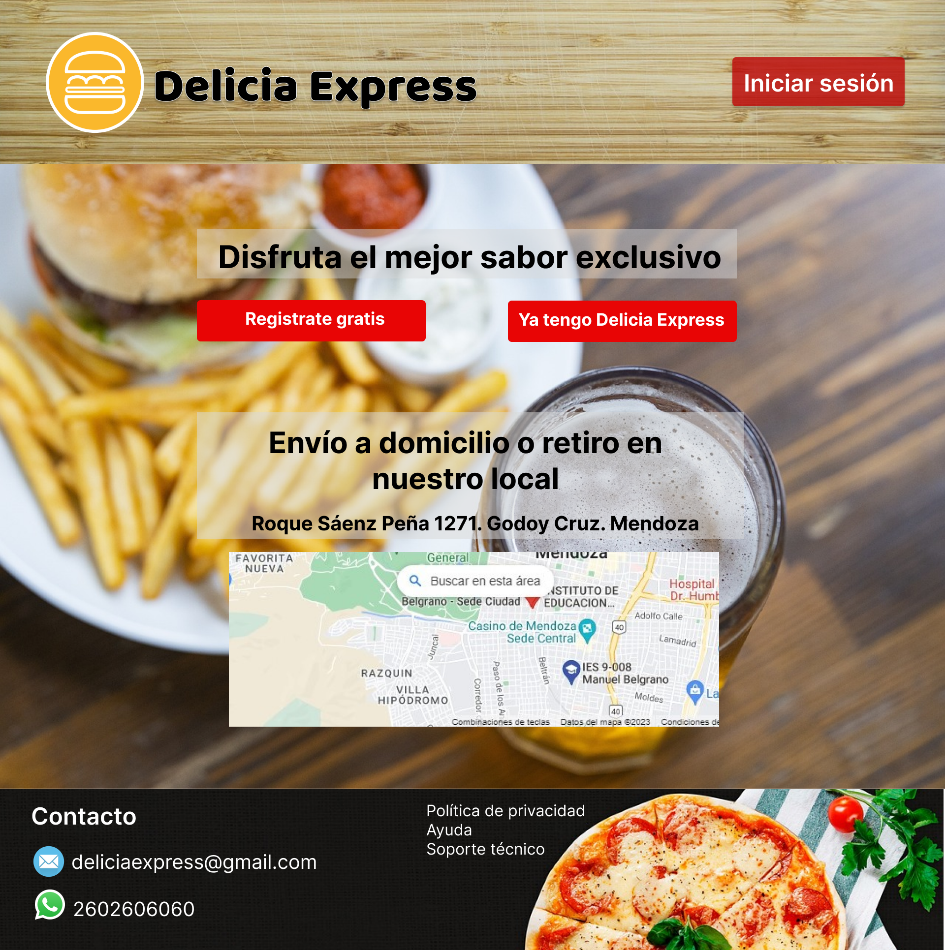 Delicia Express
Iniciar sesión
Disfruta el mejor sabor exclusivo
Registrate gratis
Ya tengo Delicia Express
Envío a domicilio o retiro en
nuestro local
Roque Sáenz Peña 1271. Godoy Cruz. Mendoza
FAVORITA
NUEVA
General
Mendoza
Buscar en esta área
Belgrano - Sede Ciudad
INSTITUTO DE
EDUCACION...
Hospital
Dr. Humb
Adolfo Calle
Casino de Mendoza
Sede Central
40
Lamadrid
Juncal
Beltrán
RAZQUIN
IES 9-008
Manuel Belgrano
VILLA
HIPÓDROMO
Corredor
Paso de los A
Moldes
La
40
Combinaciones de teclas
Datos del mapa ©2023
Condiciones de
Contacto
deliciaexpress@gmail.com
2602606060
Política de privacidad
Ayuda
Soporte técnico